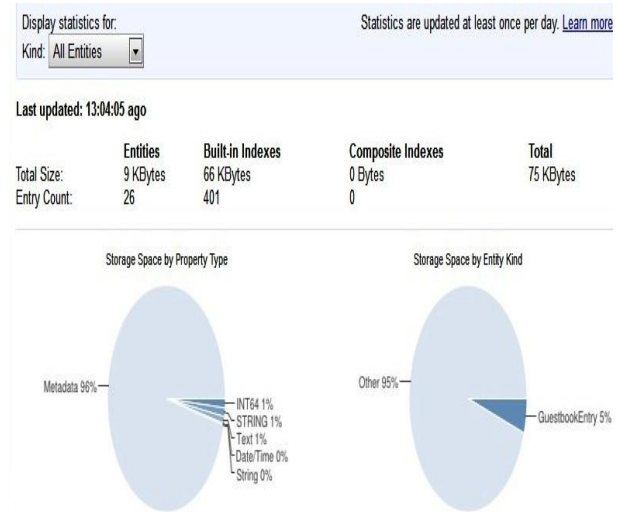 Display statistics for:
Kind: All Entities
Statistics are updated at least once per day. Learn more
Last updated: 13:04:05 ago
Entities Built-in Indexes Composite Indexes Total
Total Size: 9 KBytes 66 KBytes 0 Bytes 75 KBytes
Entry Count: 26 401 0
Storage Space by Property Type
Metadata 96%
INT64 1%
STRING 1%
Text 1%
Date/Time 0%
String 0%
Storage Space by Entity Kind
Other 95%
GuestbookEntry 5%